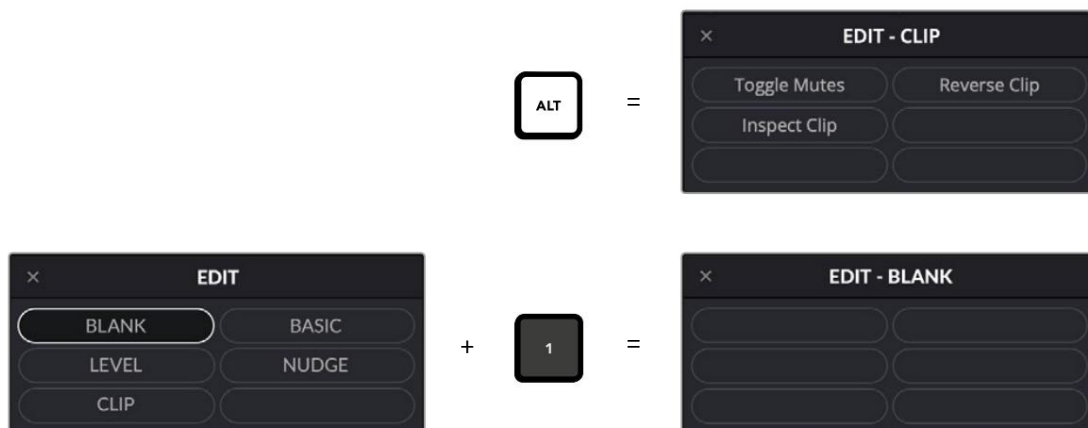 × EDIT - CLIP
Toggle Mutes Reverse Clip
ALT =
Inspect Clip
× EDIT × EDIT - BLANK
BLANK BASIC
+ 1 =
LEVEL NUDGE
CLIP